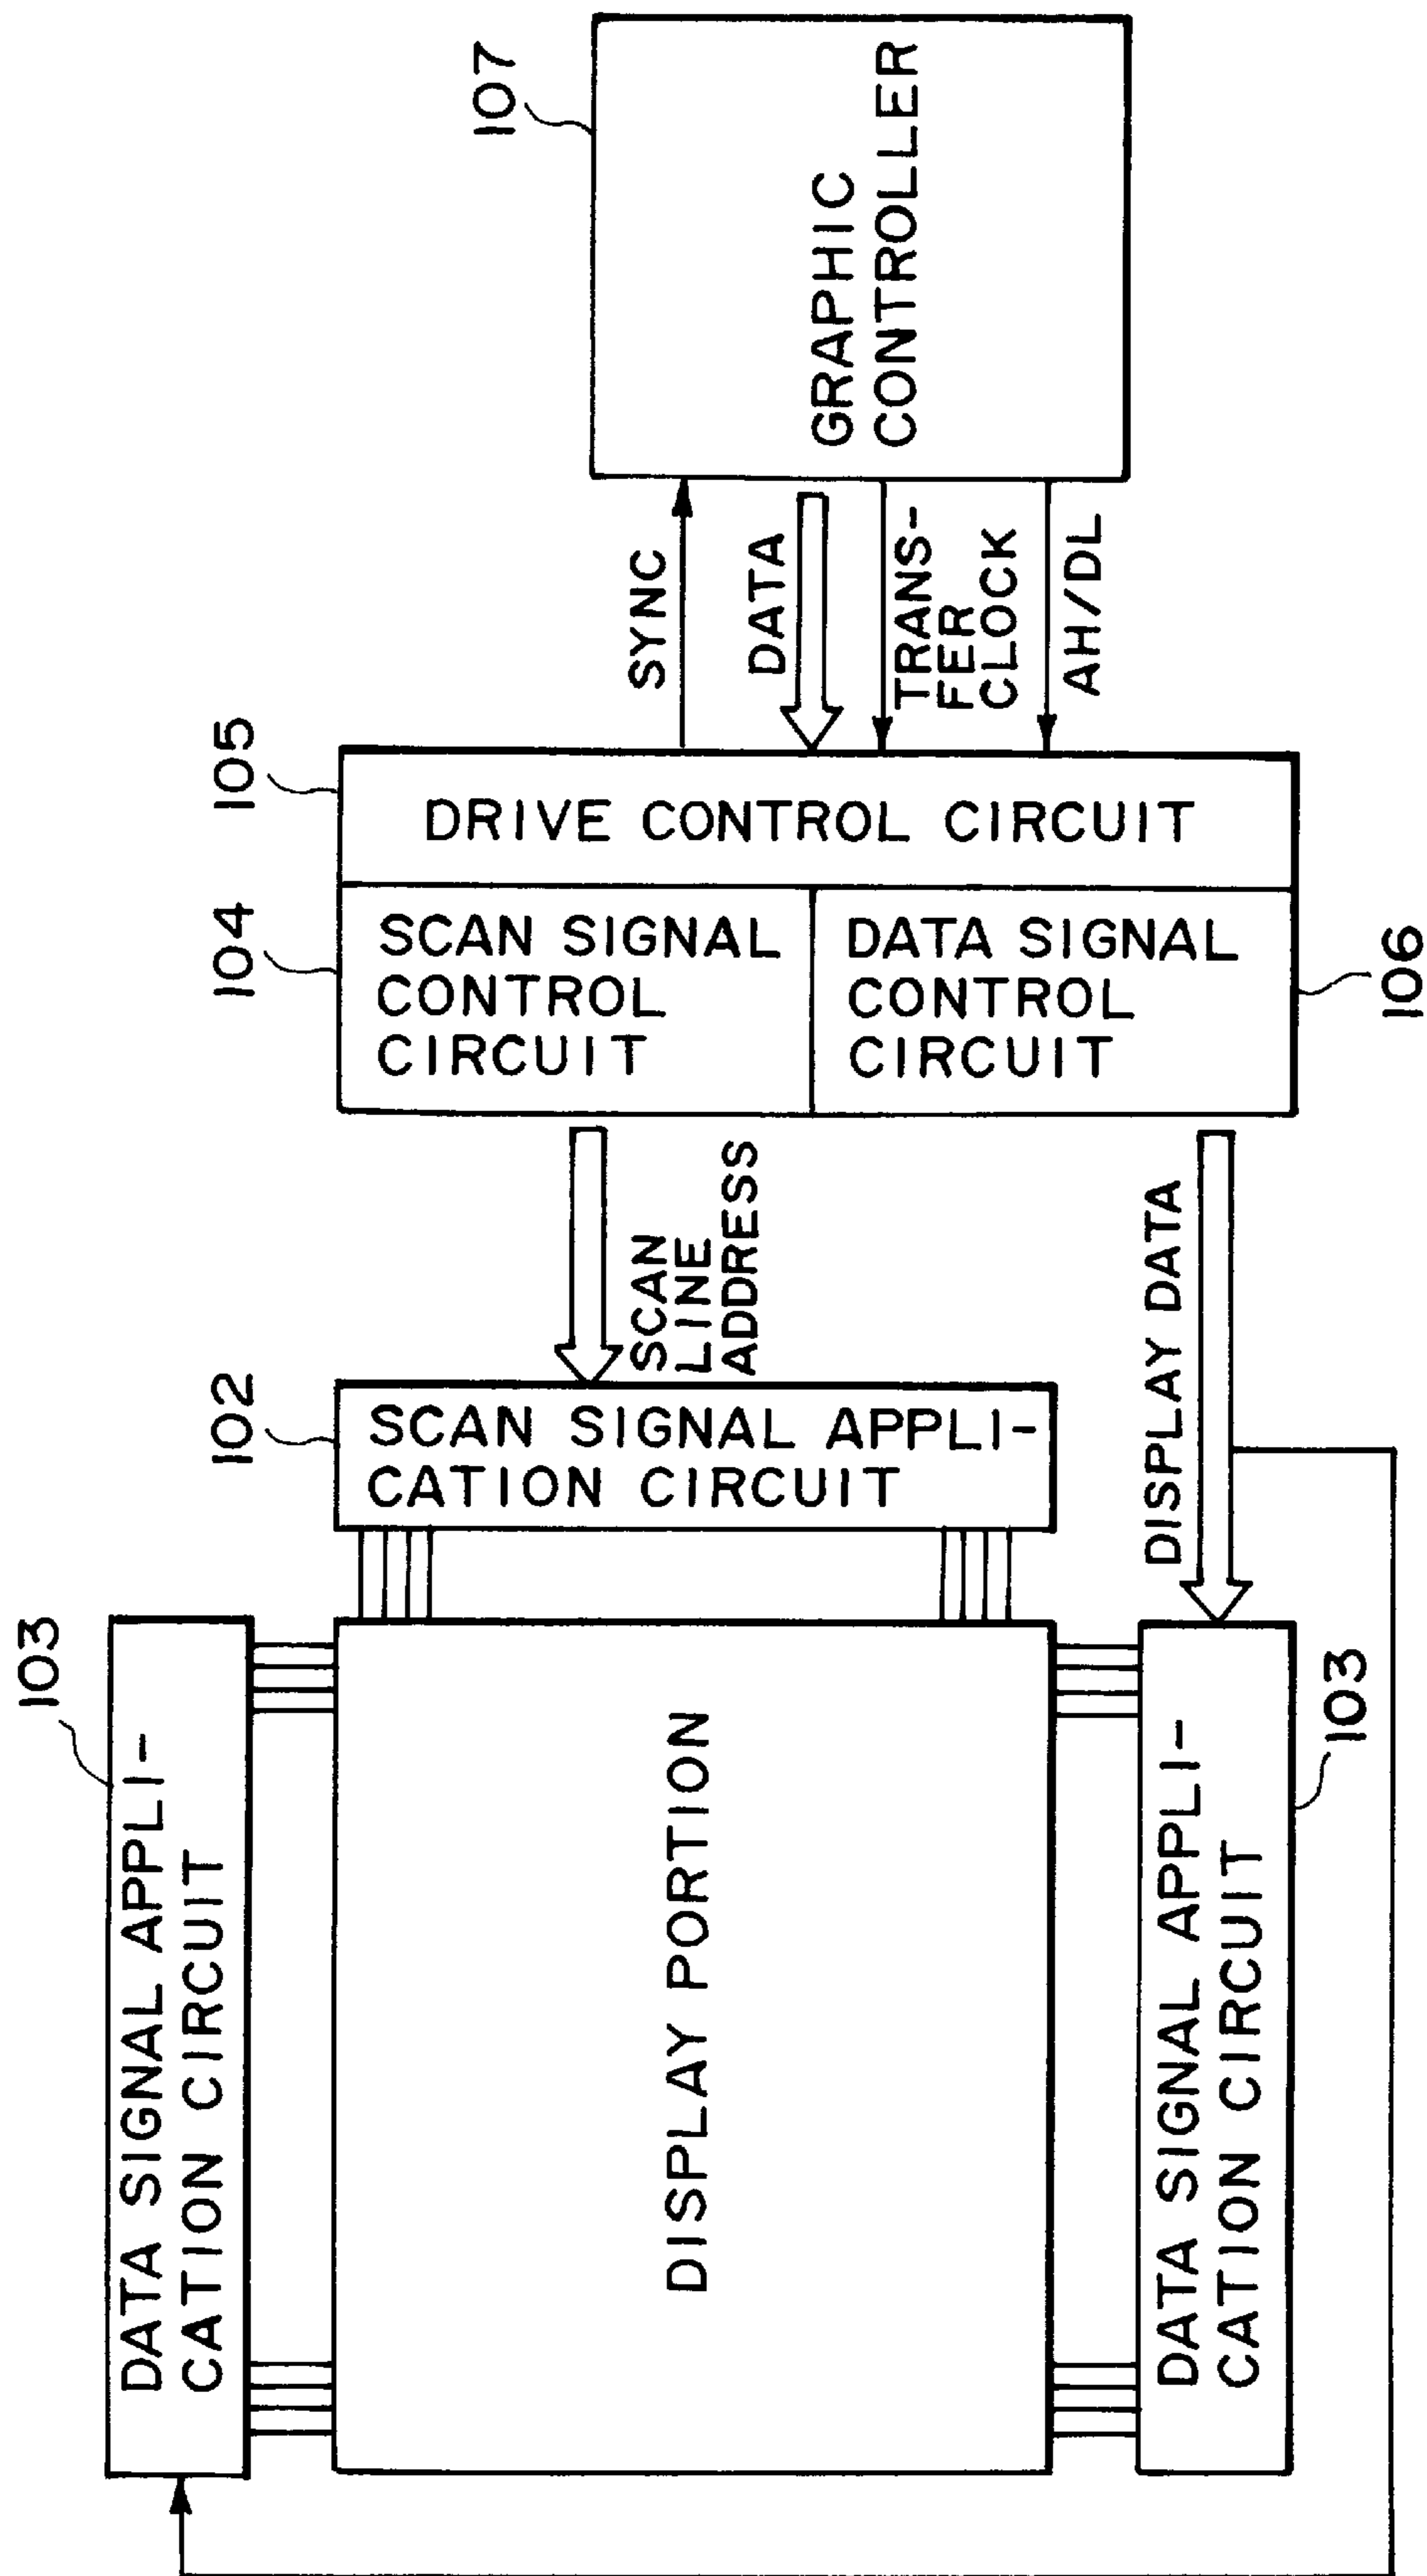 107
GRAPHIC
CONTROLLER
SYNC
DATA
TRANS-
FER
CLOCK
AH/DL
105
DRIVE CONTROL CIRCUIT
104
SCAN SIGNAL
CONTROL
CIRCUIT
DATA SIGNAL
CONTROL
CIRCUIT
106
SCAN
LINE
ADDRESS
DISPLAY DATA
102
SCAN SIGNAL APPLI-
CATION CIRCUIT
103
DATA SIGNAL APPLI-
CATION CIRCUIT
DISPLAY PORTION
DATA SIGNAL APPLI-
CATION CIRCUIT
103